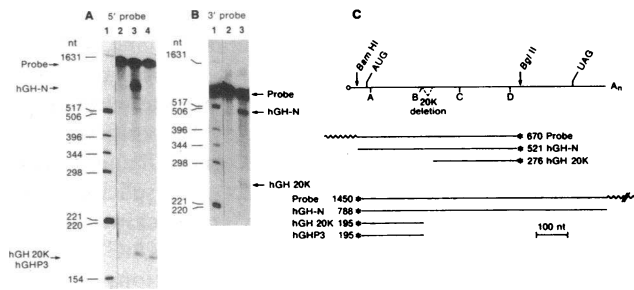 A 5' probe
nt 1 2 3 4
1631
Probe
hGH-N
517
506
396
344
298
221
220
hGH 20K
hGHP3
154
B 3' probe
nt 1 2 3
1631
Probe
517
506
hGH-N
396
344
298
hGH 20K
221
220
C
Bam HI
AUG
Bgl II
UAG
An
A B C D
20K
deletion
670 Probe
521 hGH-N
276 hGH 20K
Probe 1450
hGH-N 788
hGH 20K 195
hGHP3 195
100 nt